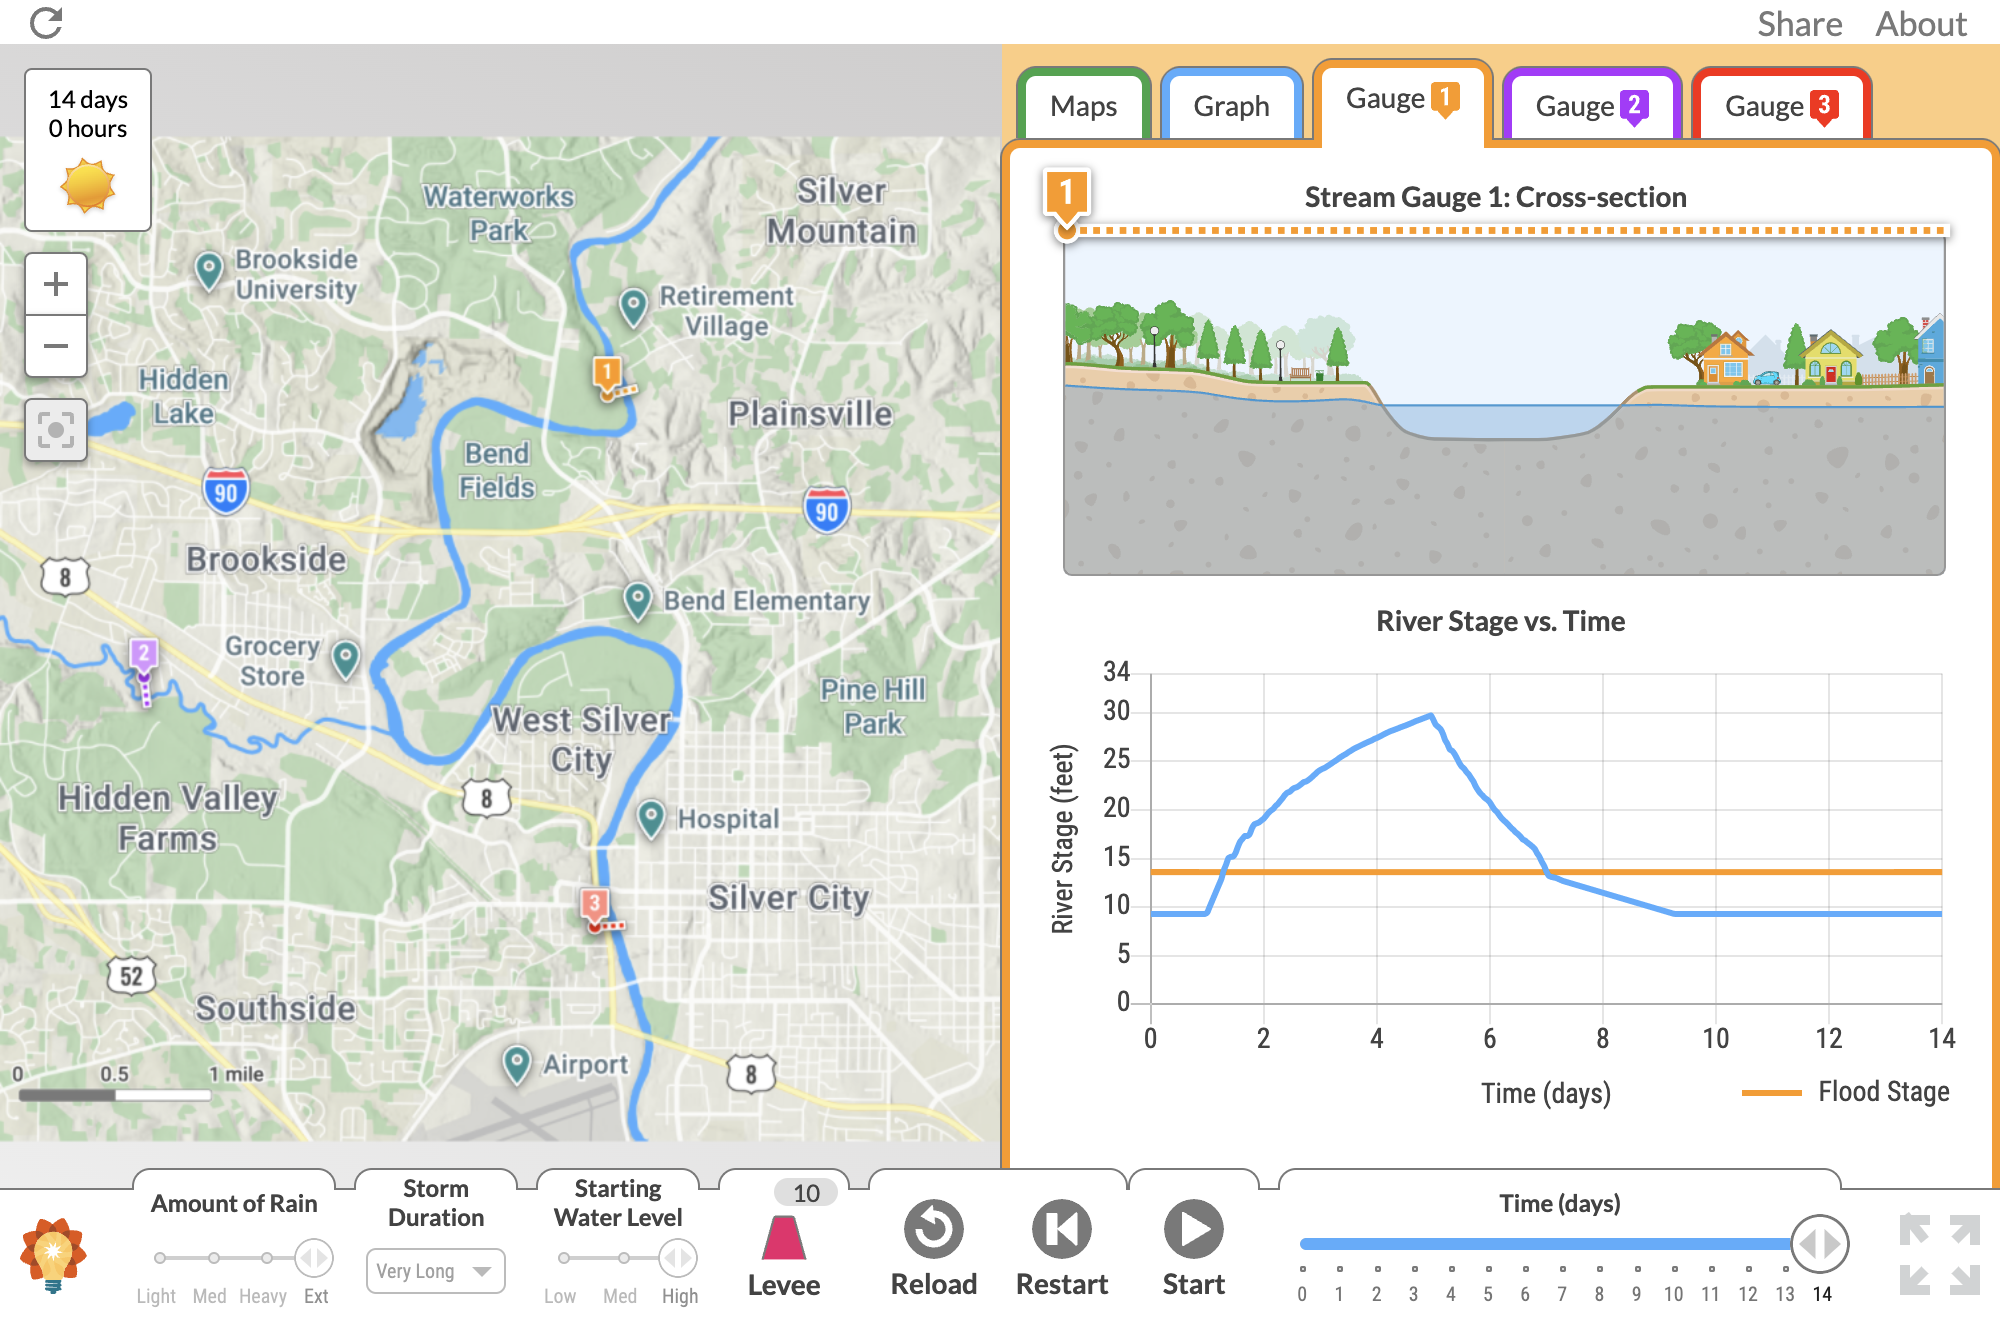 Share About
14 days
0 hours
Maps
Graph
Gauge 1
Gauge 2
Gauge 3
Waterworks
Park
Silver
Mountain
Brookside
University
Retirement
Village
1
Hidden
Lake
Plainsville
Bend
Fields
90
90
Brookside
8
Bend Elementary
2
Grocery
Store
Pine Hill
Park
West Silver
City
Hidden Valley
Farms
8
Hospital
3
Silver City
52
Southside
Airport
8
0 0.5 1 mile
1
Stream Gauge 1: Cross-section
River Stage vs. Time
River Stage (feet)
34
30
25
20
15
10
5
0
0 2 4 6 8 10 12 14
Time (days)
Flood Stage
Amount of Rain
Light Med Heavy Ext
Storm
Duration
Very Long
Starting
Water Level
Low Med High
10
Levee
Reload
Restart
Start
Time (days)
0 1 2 3 4 5 6 7 8 9 10 11 12 13 14